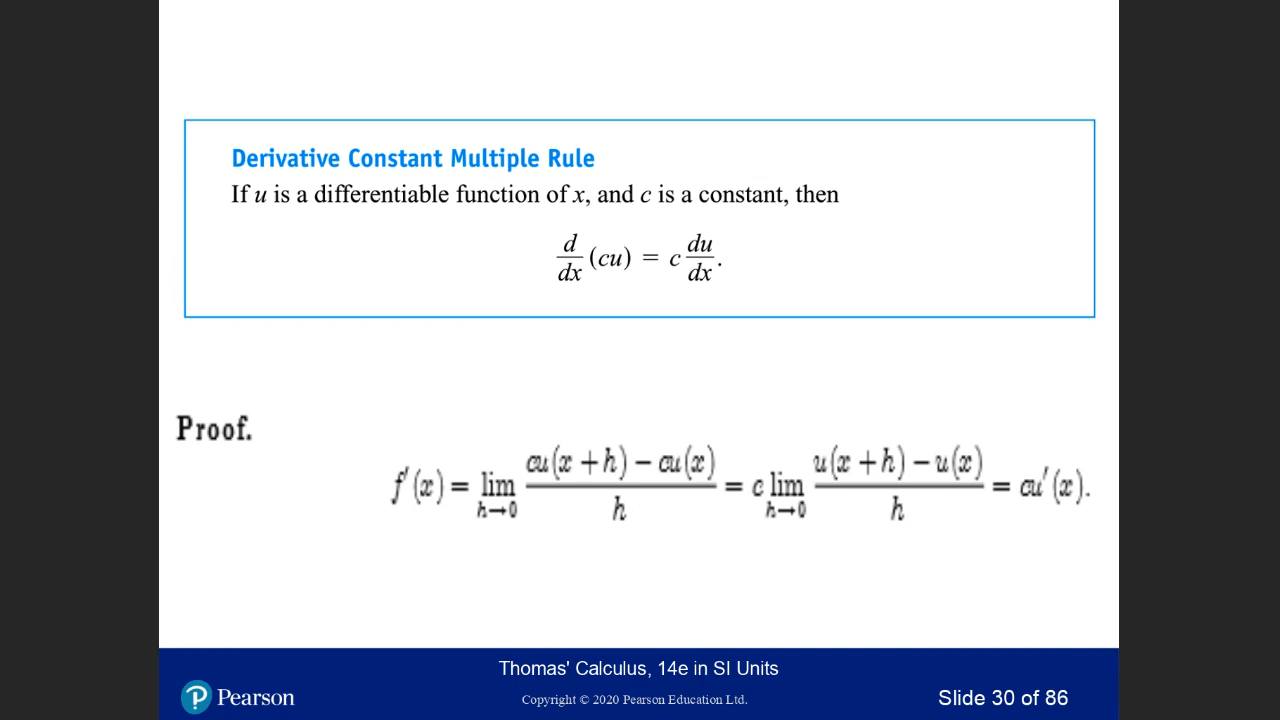 Derivative Constant Multiple Rule
If u is a differentiable function of x, and c is a constant, then
d/dx (cu) = c du/dx.
Proof.
f′(x) = lim h→0 cu(x + h) − cu(x) / h = c lim h→0 u(x + h) − u(x) / h = cu′(x).
Thomas' Calculus, 14e in SI Units
Copyright © 2020 Pearson Education Ltd.
P Pearson
Slide 30 of 86